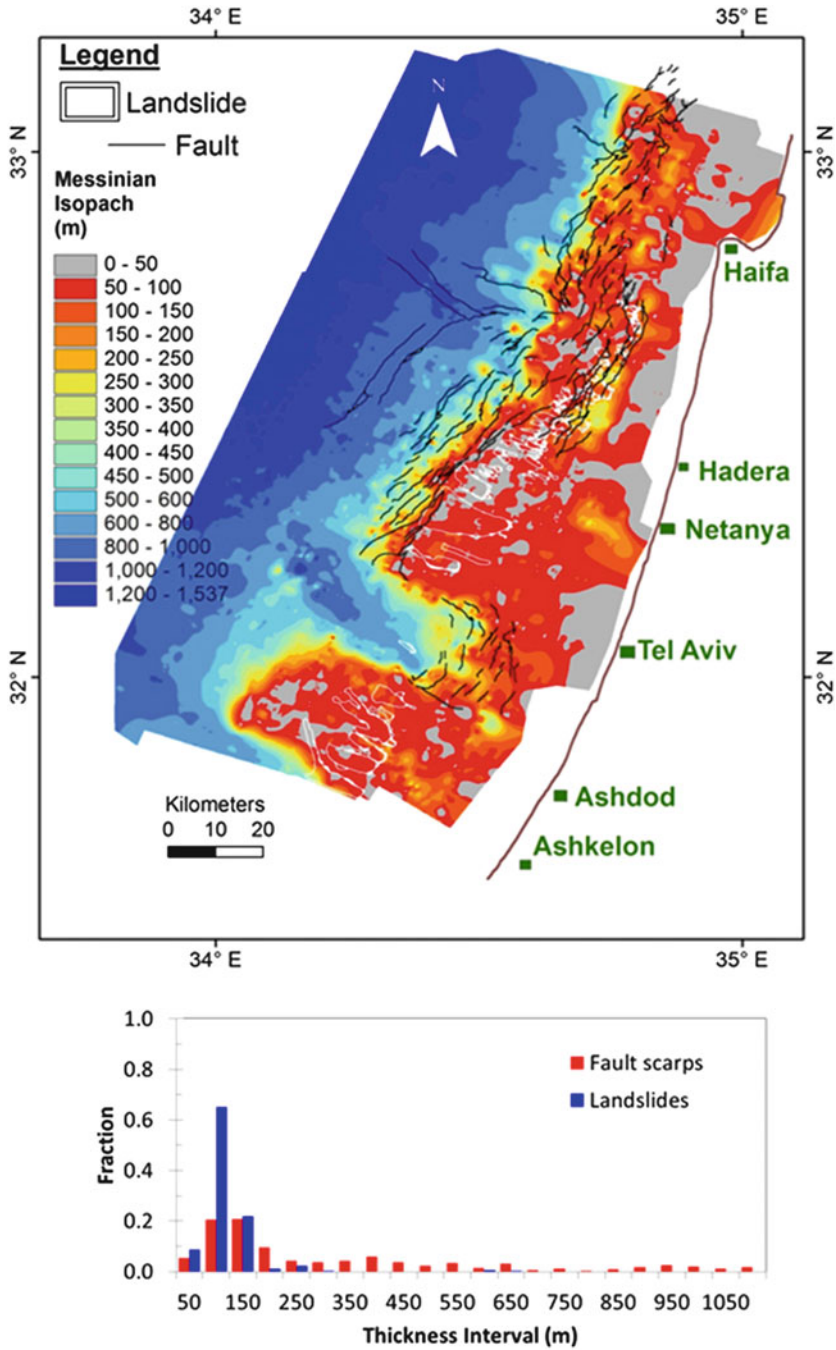 34° E 35° E
Legend
Landslide
Fault
N
33° N 33° N
Messinian
Isopach
(m)
0 - 50
50 - 100
100 - 150
150 - 200
200 - 250
250 - 300
300 - 350
350 - 400
400 - 450
450 - 500
500 - 600
600 - 800
800 - 1,000
1,000 - 1,200
1,200 - 1,537
Haifa
Hadera
Netanya
32° N 32° N
Tel Aviv
Ashdod
Ashkelon
Kilometers
0 10 20
34° E 35° E
1.0
0.8
0.6
0.4
0.2
0.0
Fraction
Fault scarps
Landslides
50 150 250 350 450 550 650 750 850 950 1050
Thickness Interval (m)